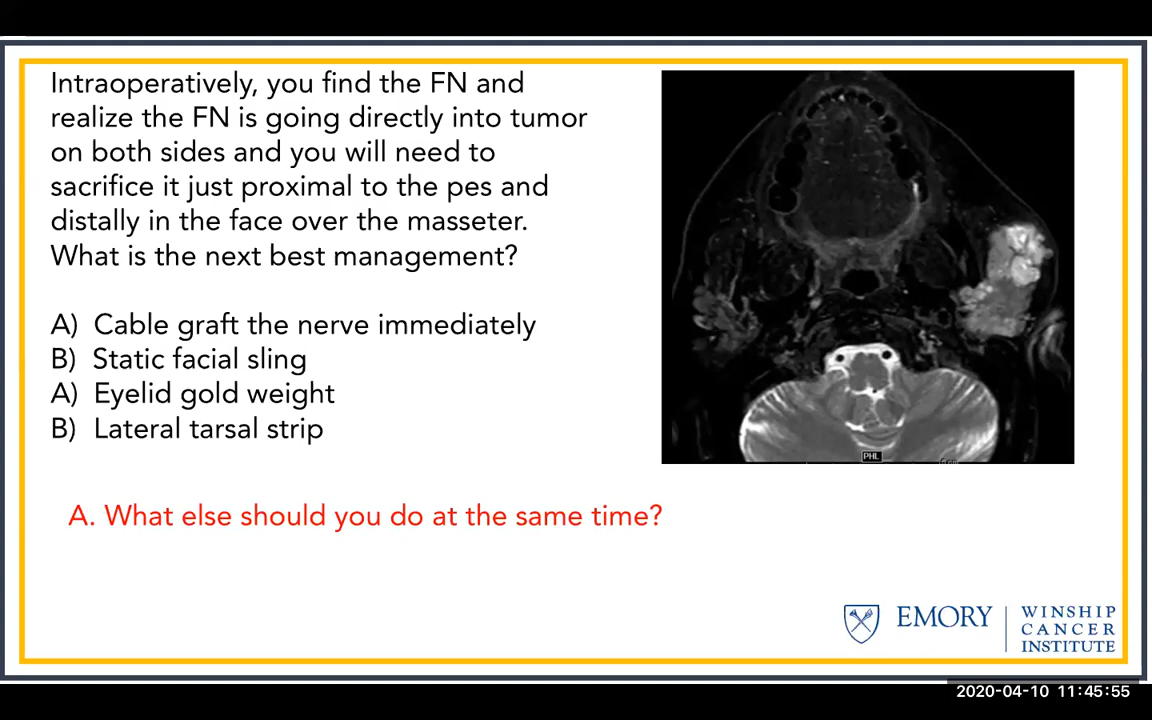 Intraoperatively, you find the FN and
realize the FN is going directly into tumor
on both sides and you will need to
sacrifice it just proximal to the pes and
distally in the face over the masseter.
What is the next best management?
A) Cable graft the nerve immediately
B) Static facial sling
A) Eyelid gold weight
B) Lateral tarsal strip
A. What else should you do at the same time?
PHL
EMORY
WINSHIP
CANCER
INSTITUTE
2020-04-10 11:45:55